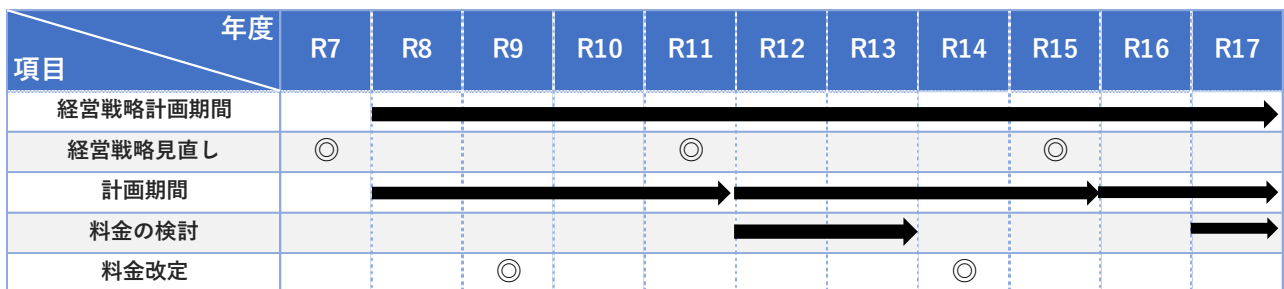 年度
項目 R7 R8 R9 R10 R11 R12 R13 R14 R15 R16 R17
経営戦略計画期間
経営戦略見直し ◎ ◎ ◎
計画期間
料金の検討
料金改定 ◎ ◎